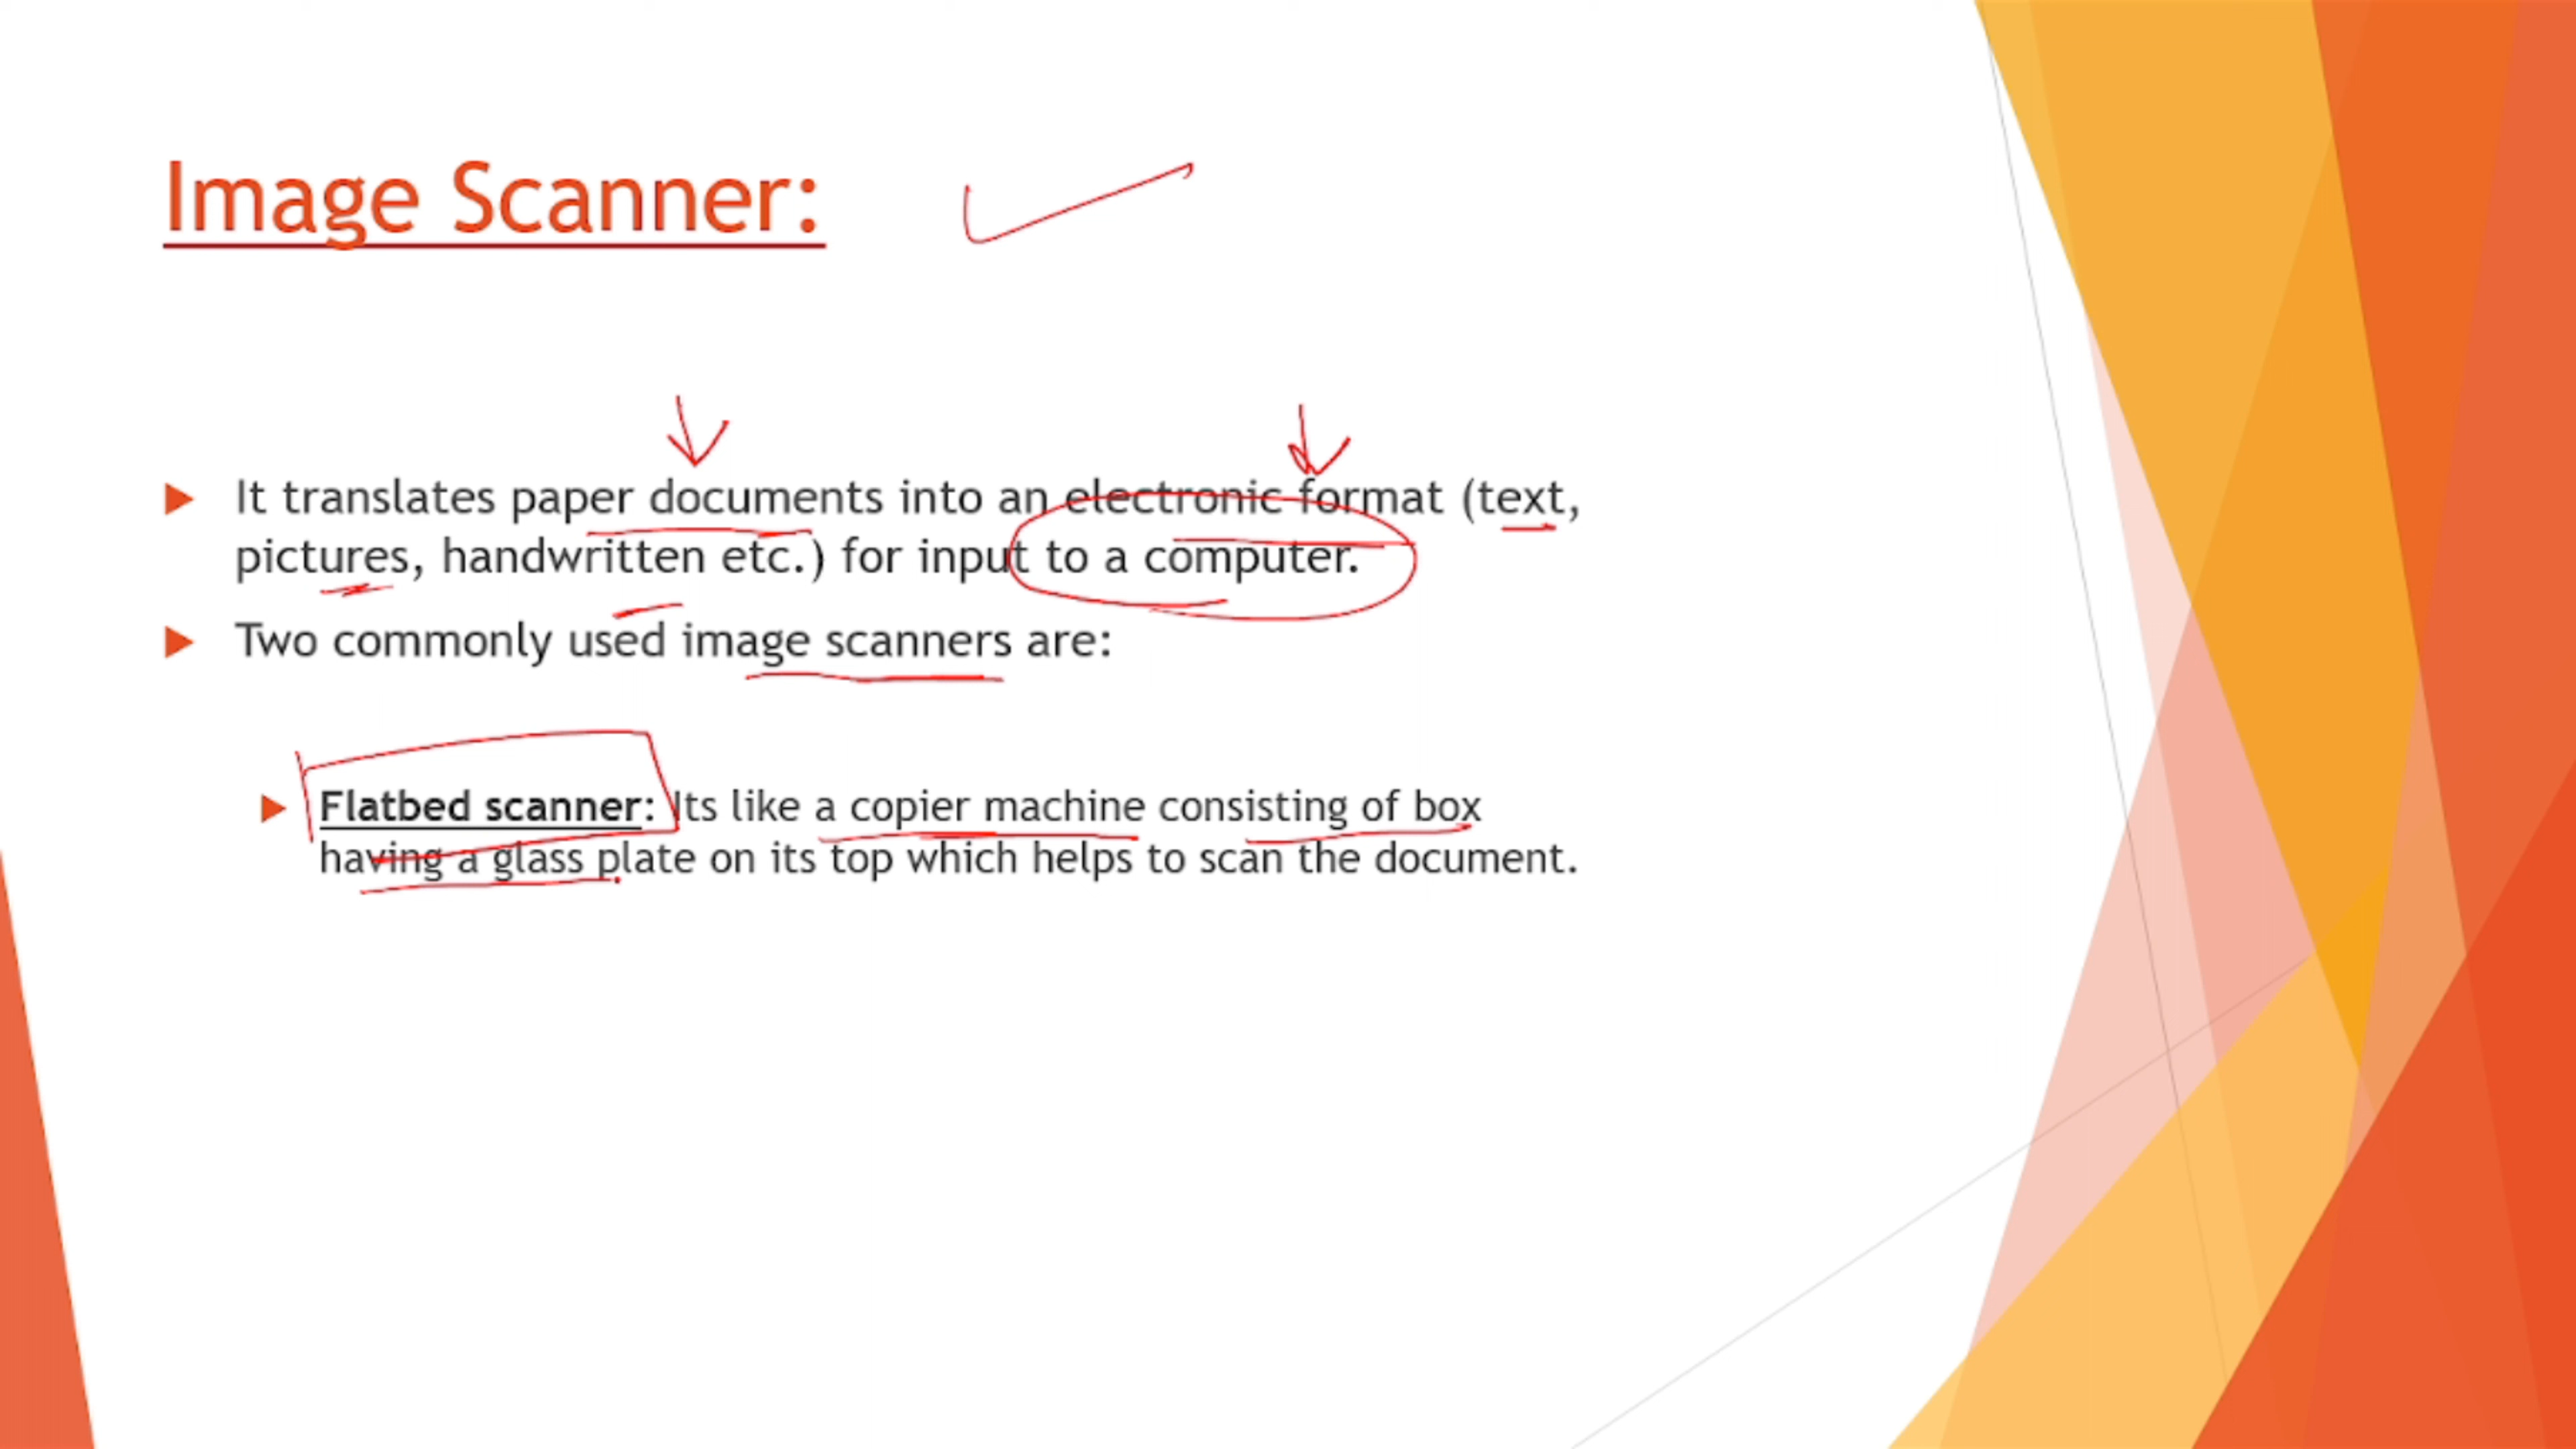 Image Scanner:
It translates paper documents into an electronic format (text,
pictures, handwritten etc.) for input to a computer.
Two commonly used image scanners are:
Flatbed scanner: Its like a copier machine consisting of box
having a glass plate on its top which helps to scan the document.